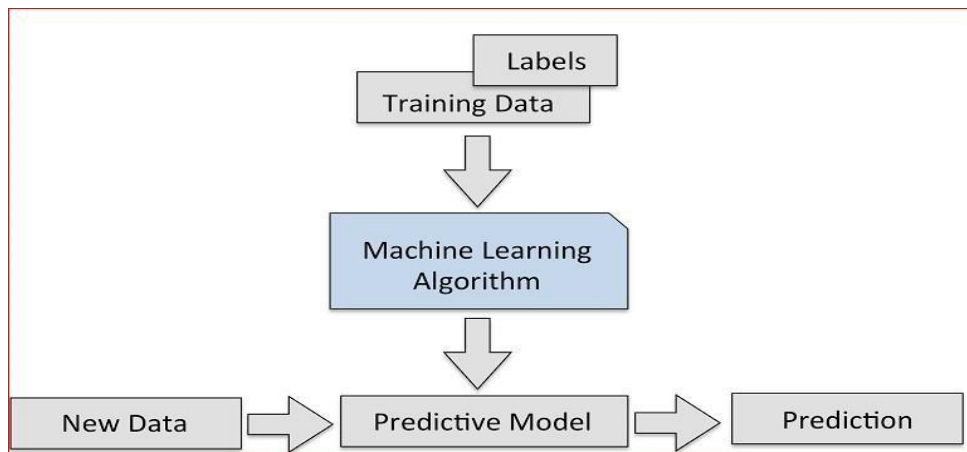 Labels
Training Data
Machine Learning
Algorithm
New Data
Predictive Model
Prediction